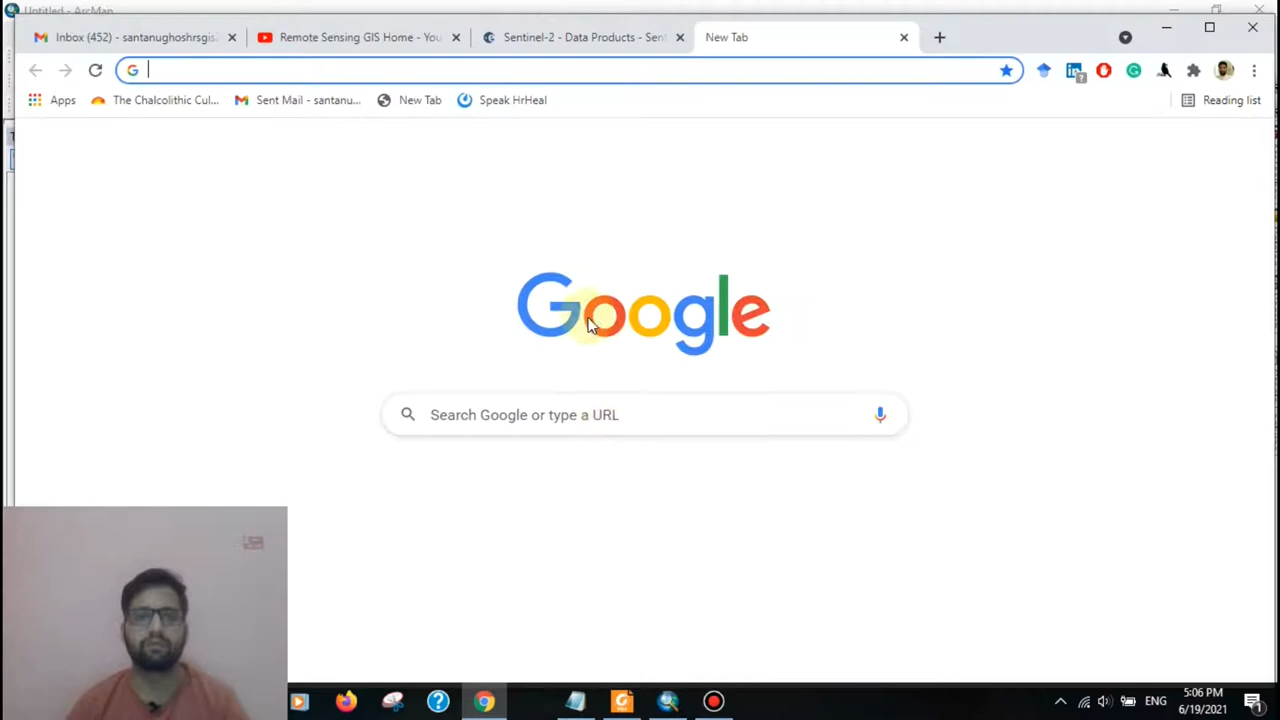 Untitled - ArcMap
Inbox (452) - santanughoshrsgis
Remote Sensing GIS Home - You
Sentinel-2 - Data Products - Sent
New Tab
Apps
The Chalcolithic Cul...
Sent Mail - santanu...
New Tab
Speak HrHeal
Reading list
Google
Search Google or type a URL
ENG
5:06 PM
6/19/2021
1